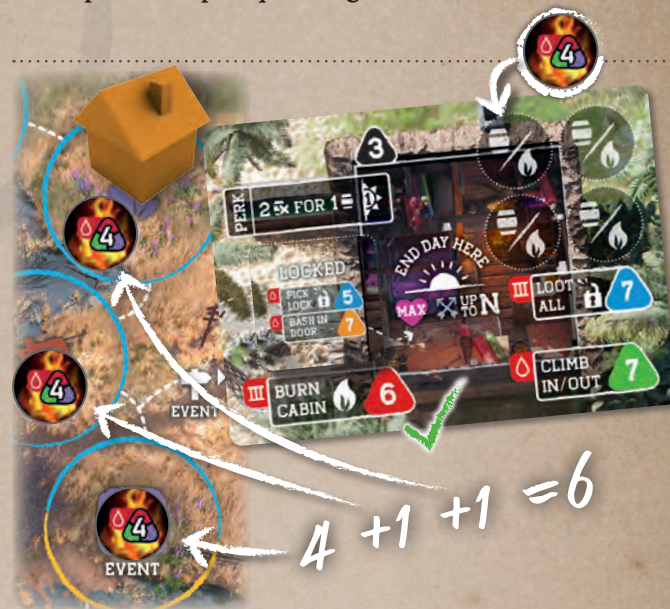 4
3
PERK 2 FOR 1 1
4
END DAY HERE
LOCKED
PICK LOCK 5
BASH IN DOOR 7
MAX UP TO N
III LOOT ALL 7
4
EVENT
III BURN CABIN 6
CLIMB IN/OUT 7
4 +1 +1 =6
4
EVENT